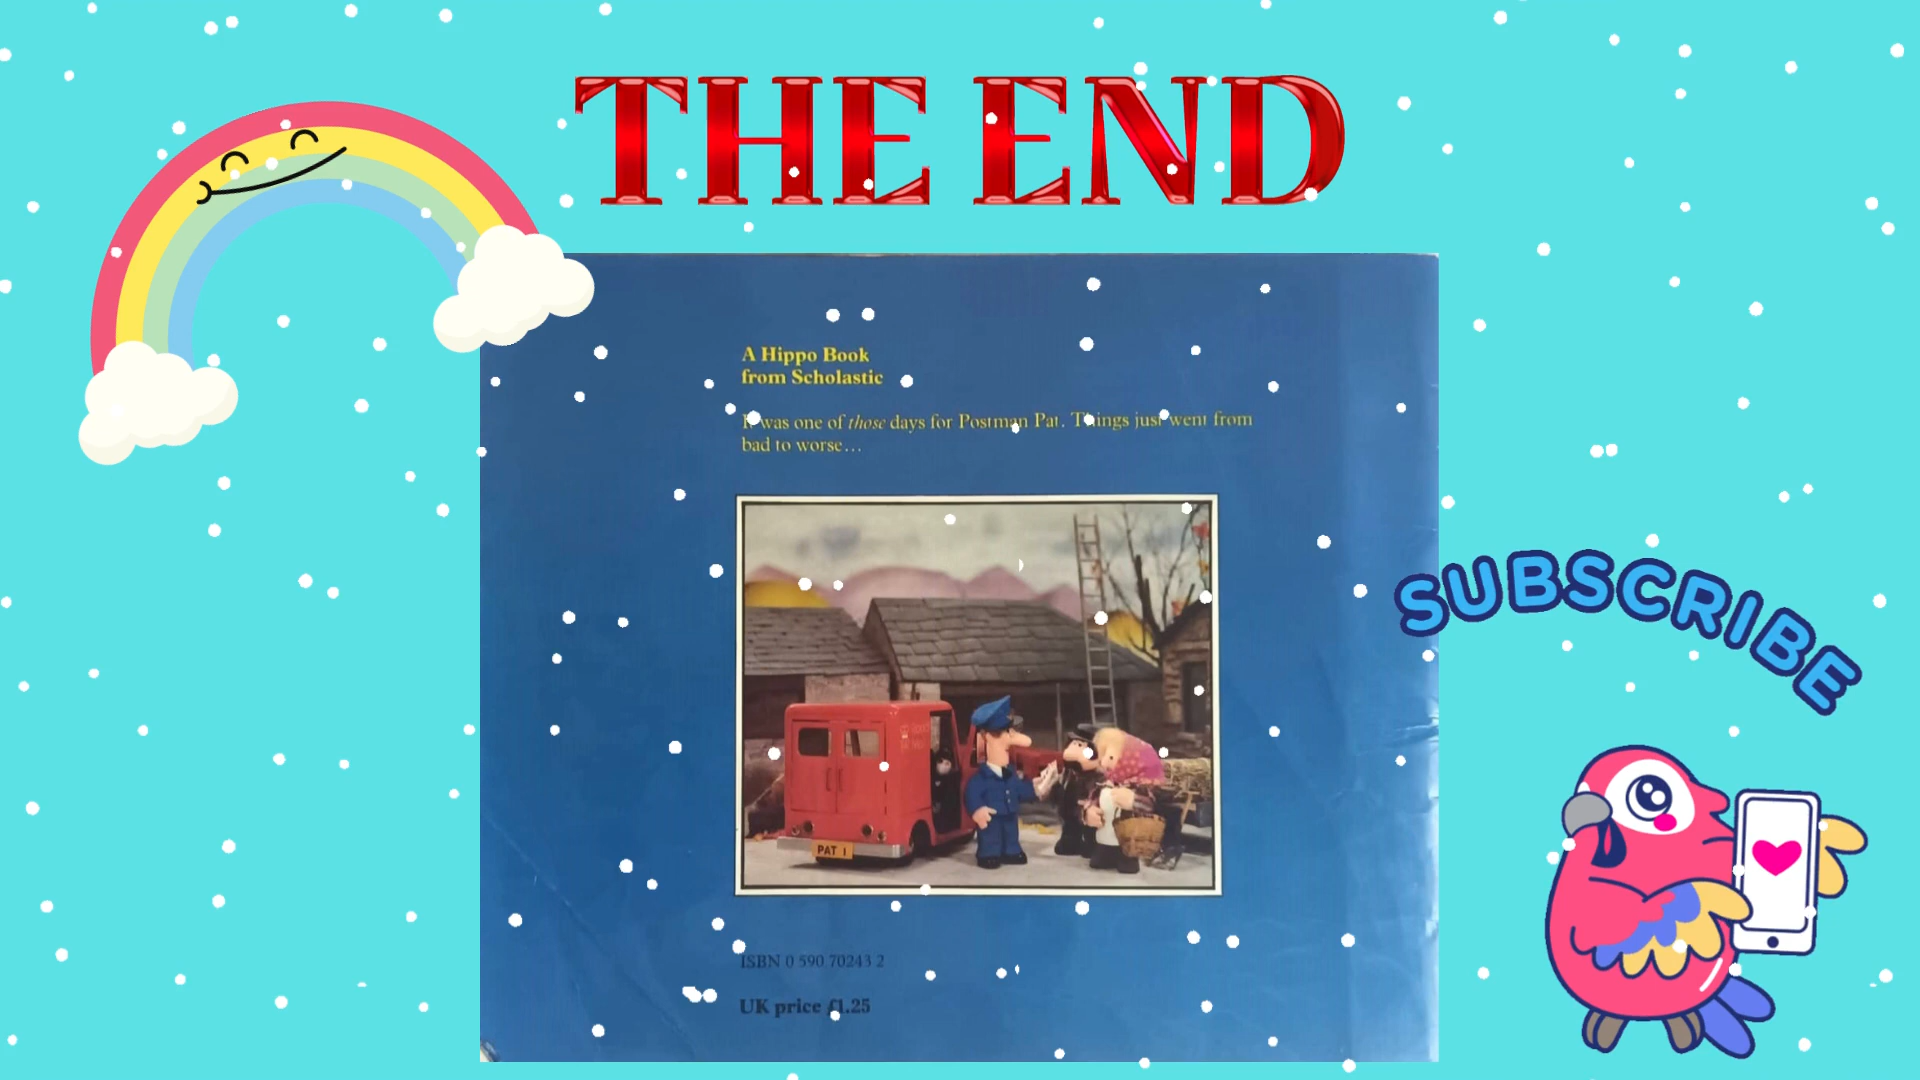 THE END
A Hippo Book
from Scholastic
It was one of those days for Postman Pat. Things just went from
bad to worse...
SUBSCRIBE
PAT 1
ISBN 0 590 70243 2
UK price £1.25